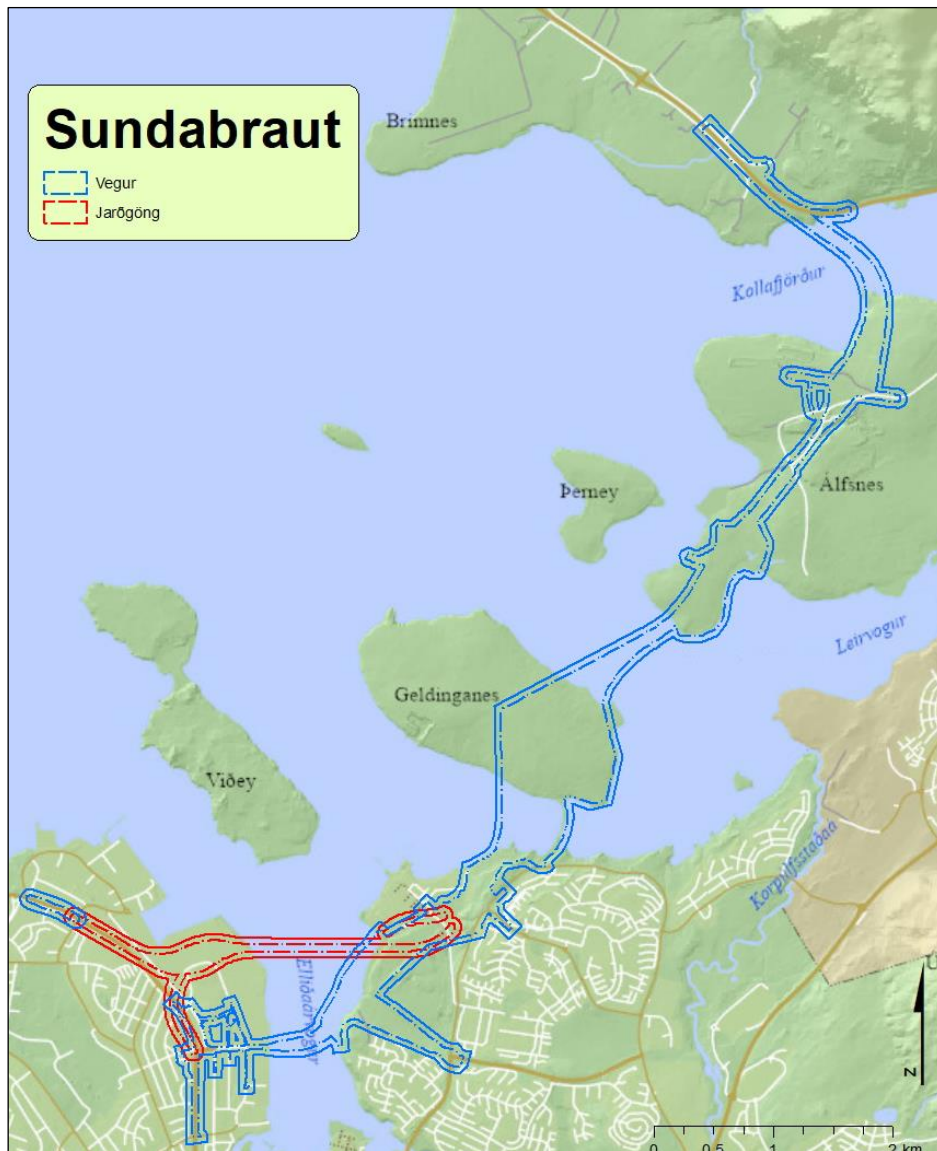 Sundabraut
Vegur
Jarðgöng
Brimnes
Kollafjörður
Þerney
Álfsnes
Leirvogur
Geldinganes
Viðey
Korpúlfsstaðaá
Elliðaárvogur
N
0 0,5 1 2 km